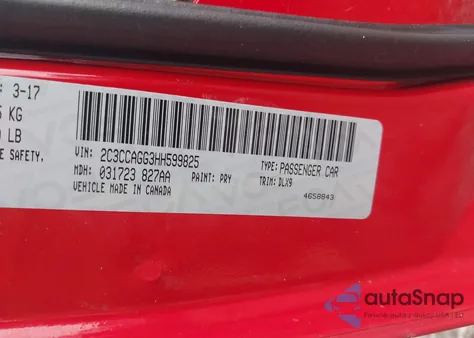 : 3-17
KG
LB
E SAFETY,
VIN: 2C3CCAGG3HH599825
TYPE: PASSENGER CAR
MDH: 031723 827AA
PAINT: PRY
TRIM: DLX9
VEHICLE MADE IN CANADA
4658843
autoSnap